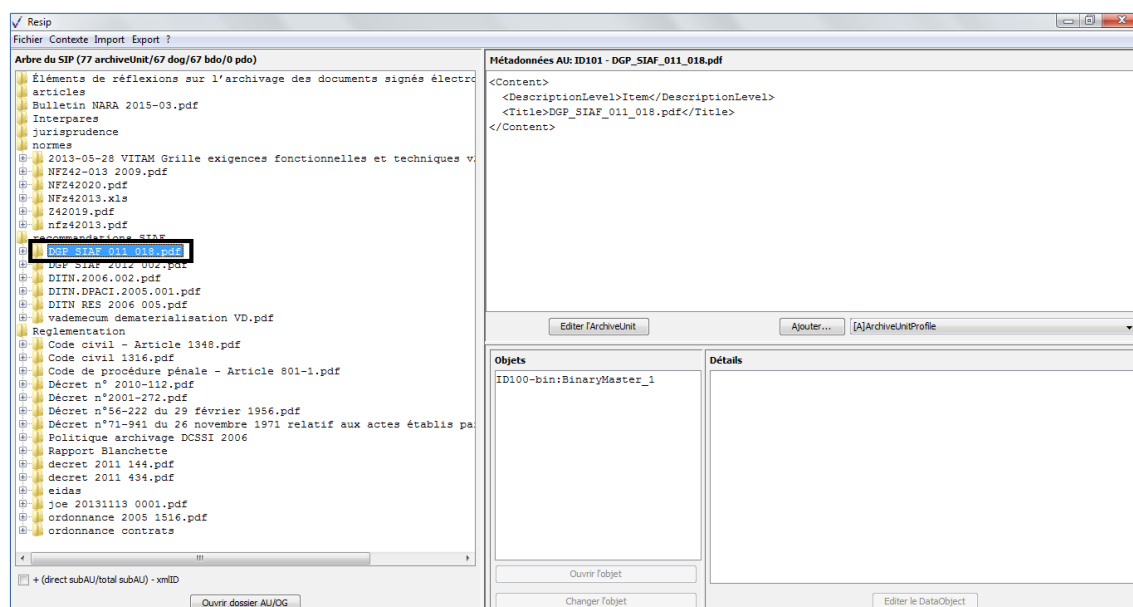 Resip
Fichier Contexte Import Export ?
Arbre du SIP (77 archiveUnit/67 dog/67 bdo/0 pdo)
Éléments de réflexions sur l'archivage des documents signés électro
articles
Bulletin NARA 2015-03.pdf
Interpares
jurisprudence
normes
2013-05-28 VITAM Grille exigences fonctionnelles et techniques v
NFZ42-013 2009.pdf
NFZ42020.pdf
NFz42013.xls
Z42019.pdf
nfz42013.pdf
recommandations SIAF
DGP_SIAF_011_018.pdf
DGP SIAF 2012 002.pdf
DITN.2006.002.pdf
DITN.DPACI.2005.001.pdf
DITN RES 2006 005.pdf
vademecum dematerialisation VD.pdf
Reglementation
Code civil - Article 1348.pdf
Code civil 1316.pdf
Code de procédure pénale - Article 801-1.pdf
Décret n° 2010-112.pdf
Décret n°2001-272.pdf
Décret n°56-222 du 29 février 1956.pdf
Décret n°71-941 du 26 novembre 1971 relatif aux actes établis pa
Politique archivage DCSSI 2006
Rapport Blanchette
decret 2011 144.pdf
decret 2011 434.pdf
eidas
joe 20131113 0001.pdf
ordonnance 2005 1516.pdf
ordonnance contrats
+ (direct subAU/total subAU) - xmlID
Ouvrir dossier AU/OG
Métadonnées AU: ID101 - DGP_SIAF_011_018.pdf
<Content>
<DescriptionLevel>Item</DescriptionLevel>
<Title>DGP_SIAF_011_018.pdf</Title>
</Content>
Editer l'ArchiveUnit
Ajouter...
[A]ArchiveUnitProfile
Objets
ID100-bin:BinaryMaster_1
Ouvrir l'objet
Changer l'objet
Détails
Editer le DataObject